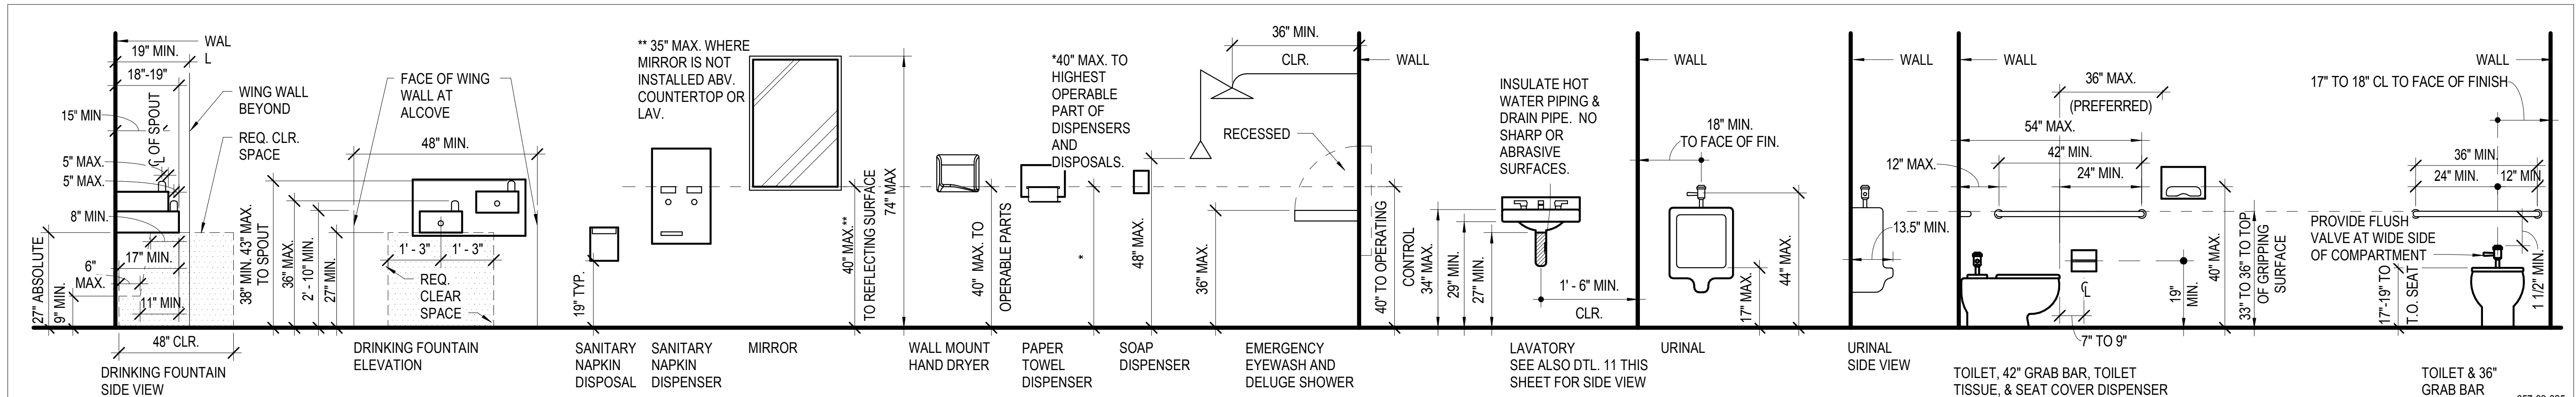 WAL
L
19" MIN.
18"-19"
15" MIN
℄ OF SPOUT
5" MAX.
5" MAX.
8" MIN.
17" MIN.
6"
MAX.
11" MIN.
27" ABSOLUTE
9" MIN.
48" CLR.
WING WALL
BEYOND
REQ. CLR.
SPACE
DRINKING FOUNTAIN
SIDE VIEW
FACE OF WING
WALL AT
ALCOVE
48" MIN.
38" MIN. 43" MAX.
TO SPOUT
36" MAX.
2' - 10" MIN.
27" MIN.
1' - 3"
1' - 3"
REQ.
CLEAR
SPACE
DRINKING FOUNTAIN
ELEVATION
19" TYP.
SANITARY
NAPKIN
DISPOSAL
SANITARY
NAPKIN
DISPENSER
** 35" MAX. WHERE
MIRROR IS NOT
INSTALLED ABV.
COUNTERTOP OR
LAV.
40" MAX.**
TO REFLECTING SURFACE
74" MAX
MIRROR
40" MAX. TO
OPERABLE PARTS
WALL MOUNT
HAND DRYER
*40" MAX. TO
HIGHEST
OPERABLE
PART OF
DISPENSERS
AND
DISPOSALS.
*
PAPER
TOWEL
DISPENSER
48" MAX.
SOAP
DISPENSER
36" MIN.
CLR.
WALL
RECESSED
36" MAX.
40" TO OPERATING
CONTROL
EMERGENCY
EYEWASH AND
DELUGE SHOWER
INSULATE HOT
WATER PIPING &
DRAIN PIPE. NO
SHARP OR
ABRASIVE
SURFACES.
34" MAX.
29" MIN.
27" MIN.
1' - 6" MIN.
CLR.
LAVATORY
SEE ALSO DTL. 11 THIS
SHEET FOR SIDE VIEW
WALL
18" MIN.
TO FACE OF FIN.
17" MAX.
44" MAX.
URINAL
WALL
13.5" MIN.
URINAL
SIDE VIEW
WALL
36" MAX.
(PREFERRED)
54" MAX.
42" MIN.
12" MAX.
24" MIN.
℄
19"
MIN.
40" MAX.
33" TO 36" TO TOP
OF GRIPPING
SURFACE
7" TO 9"
TOILET, 42" GRAB BAR, TOILET
TISSUE, & SEAT COVER DISPENSER
WALL
17" TO 18" CL TO FACE OF FINISH
36" MIN.
24" MIN.
12" MIN.
PROVIDE FLUSH
VALVE AT WIDE SIDE
OF COMPARTMENT
17"-19" TO
T.O. SEAT
1 1/2" MIN.
TOILET & 36"
GRAB BAR